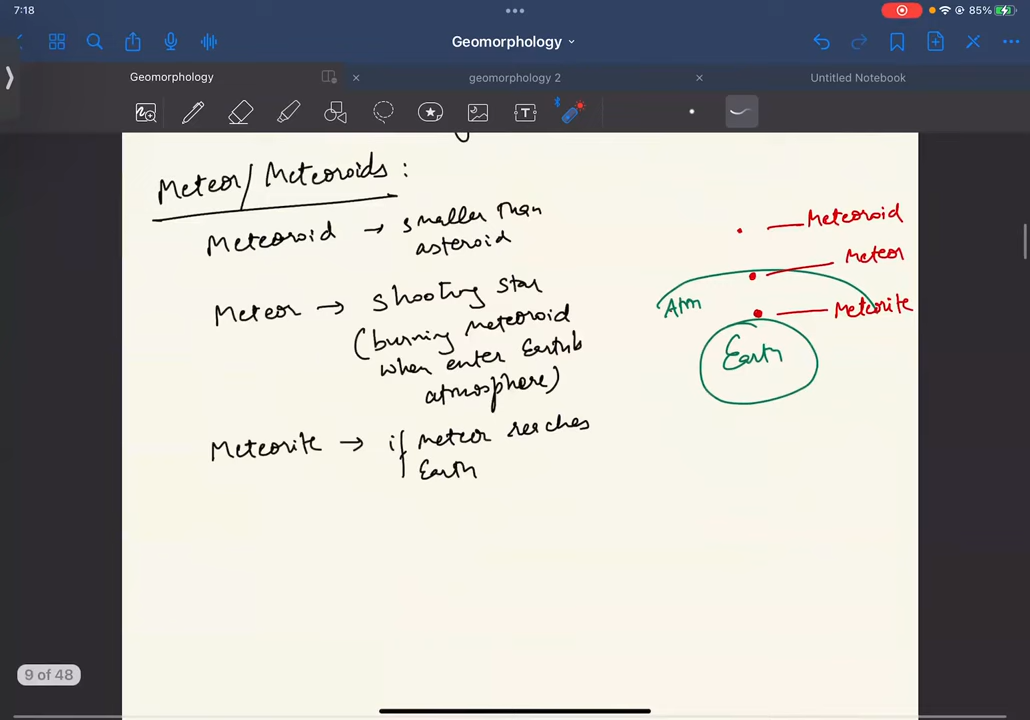 7:18
85%
Geomorphology
Geomorphology
geomorphology 2
Untitled Notebook
Meteor/Meteoroids :
Meteoroid → smaller than
asteroid
Meteor → shooting star
(burning meteoroid
when enter Earth's
atmosphere)
Meteorite → if meteor reaches
Earth
Meteoroid
Meteor
Atm
Meteorite
Earth
9 of 48